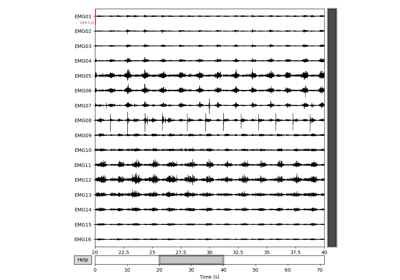 EMG01
EMG02
EMG03
EMG04
EMG05
EMG06
EMG07
EMG08
EMG09
EMG10
EMG11
EMG12
EMG13
EMG14
EMG15
EMG16
20 22.5 25 27.5 30 32.5 35 37.5 40
Help
0 10 20 30 40 50 60 70
Time (s)